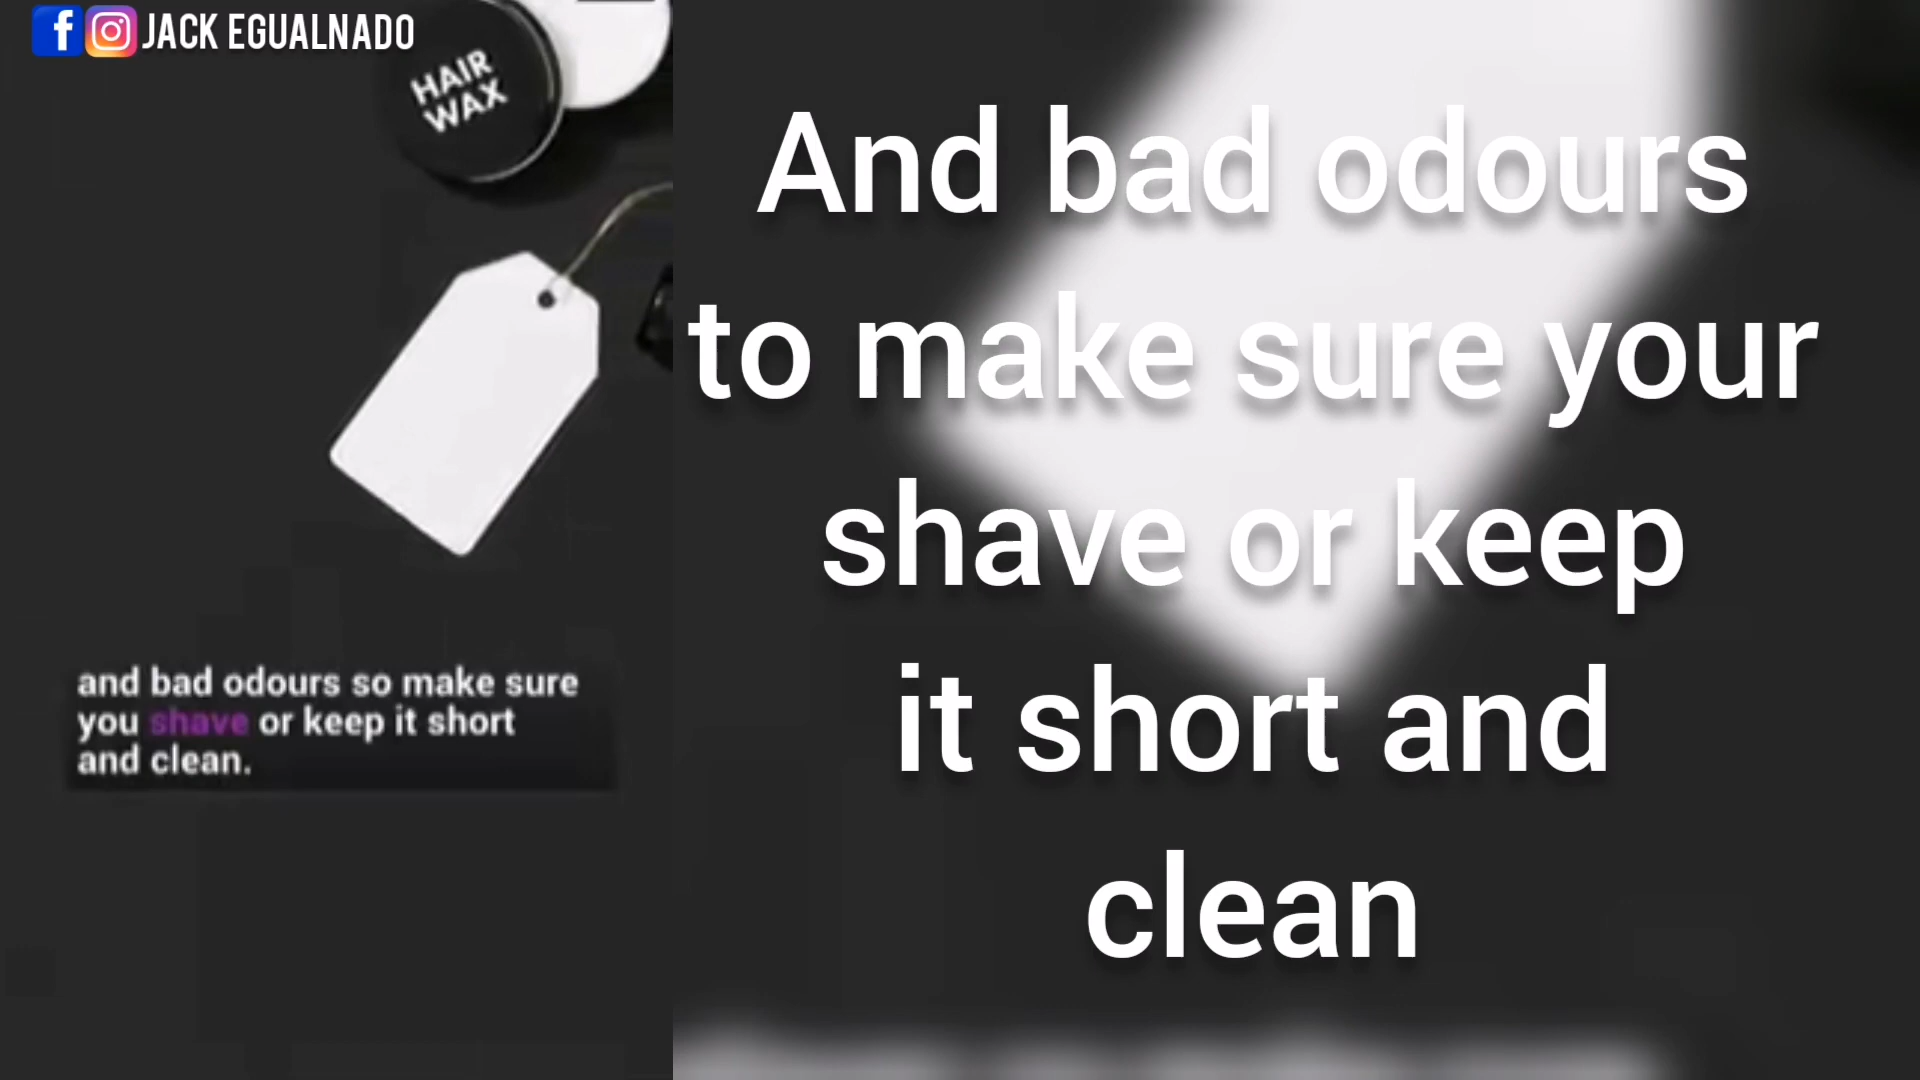 JACK EGUALNADO
HAIR
WAX
and bad odours so make sure
you shave or keep it short
and clean.
And bad odours
to make sure your
shave or keep
it short and
clean